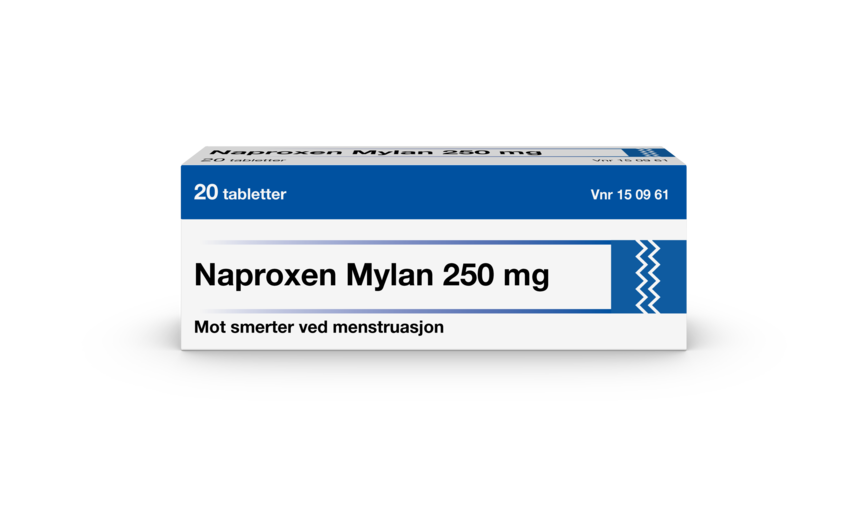 Naproxen Mylan 250 mg
20 tabletter Vnr 15 09 61
20 tabletter Vnr 15 09 61
Naproxen Mylan 250 mg
Mot smerter ved menstruasjon